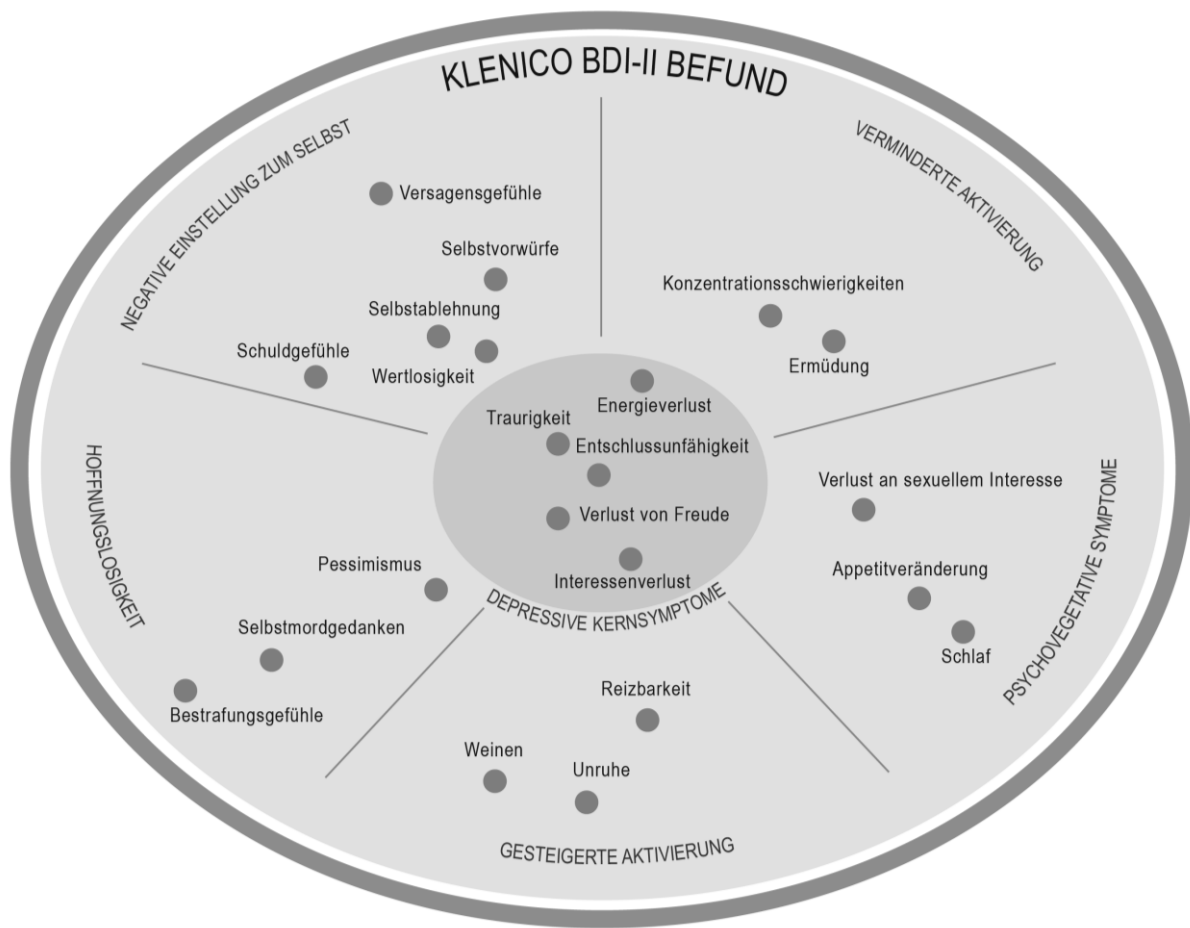 KLENICO BDI-II BEFUND
NEGATIVE EINSTELLUNG ZUM SELBST
Versagensgefühle
Selbstvorwürfe
Selbstablehnung
Schuldgefühle
Wertlosigkeit
VERMINDERTE AKTIVIERUNG
Konzentrationsschwierigkeiten
Ermüdung
Energieverlust
Traurigkeit
Entschlussunfähigkeit
Verlust von Freude
Interessenverlust
DEPRESSIVE KERNSYMPTOME
HOFFNUNGSLOSIGKEIT
Pessimismus
Selbstmordgedanken
Bestrafungsgefühle
PSYCHOVEGETATIVE SYMPTOME
Verlust an sexuellem Interesse
Appetitveränderung
Schlaf
Reizbarkeit
Weinen
Unruhe
GESTEIGERTE AKTIVIERUNG